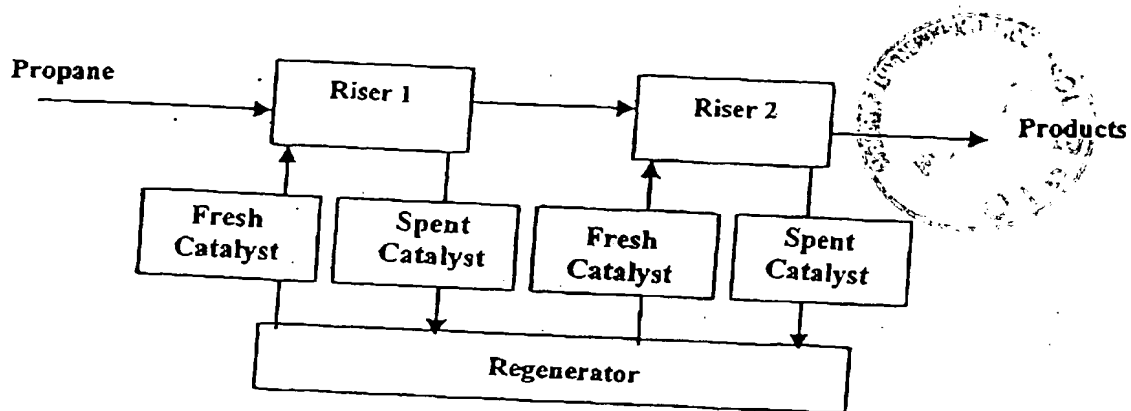 Propane
Riser 1
Riser 2
Products
Fresh
Catalyst
Spent
Catalyst
Fresh
Catalyst
Spent
Catalyst
Regenerator